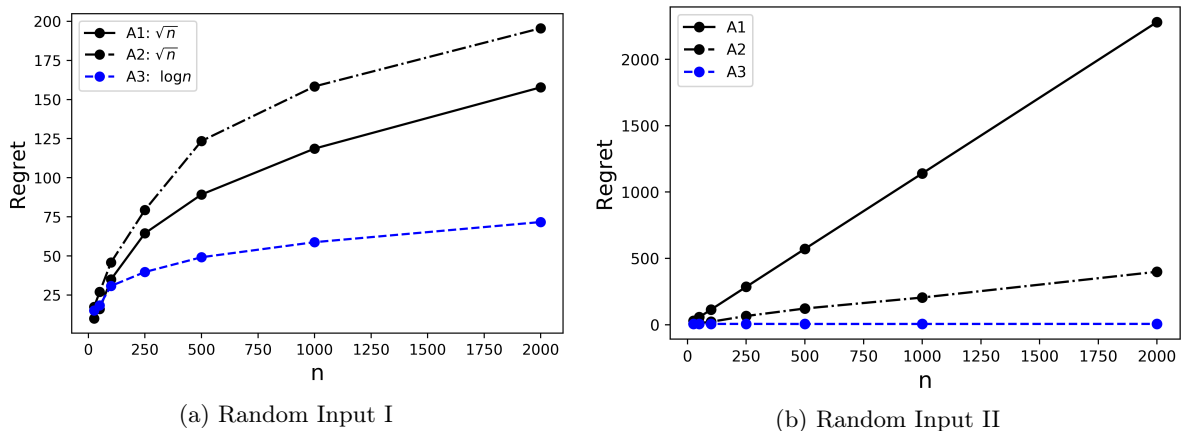 200
175
150
125
100
75
50
25
Regret
A1: √n
A2: √n
A3: logn
0 250 500 750 1000 1250 1500 1750 2000
n
(a) Random Input I
2000
1500
1000
500
0
Regret
A1
A2
A3
0 250 500 750 1000 1250 1500 1750 2000
n
(b) Random Input II